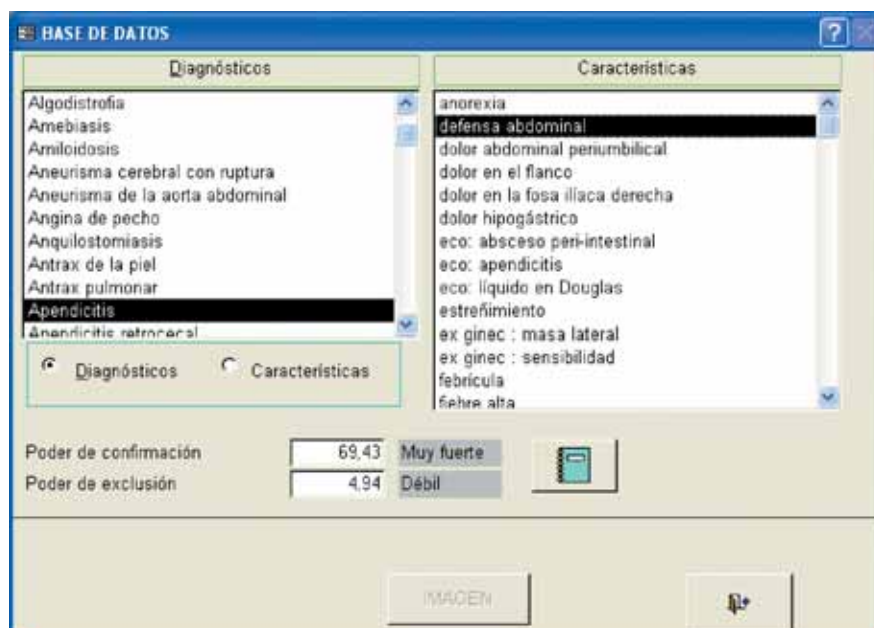 BASE DE DATOS
Diagnósticos
Algodistrofia
Amebiasis
Amiloidosis
Aneurisma cerebral con ruptura
Aneurisma de la aorta abdominal
Angina de pecho
Anquilostomiasis
Antrax de la piel
Antrax pulmonar
Apendicitis
Apendicitis retrocecal
Características
anorexia
defensa abdominal
dolor abdominal periumbilical
dolor en el flanco
dolor en la fosa ilíaca derecha
dolor hipogástrico
eco: absceso peri-intestinal
eco: apendicitis
eco: líquido en Douglas
estreñimiento
ex ginec : masa lateral
ex ginec : sensibilidad
febrícula
fiebre alta
Diagnósticos Características
Poder de confirmación 69,43 Muy fuerte
Poder de exclusión 4,94 Débil
IMAGEN